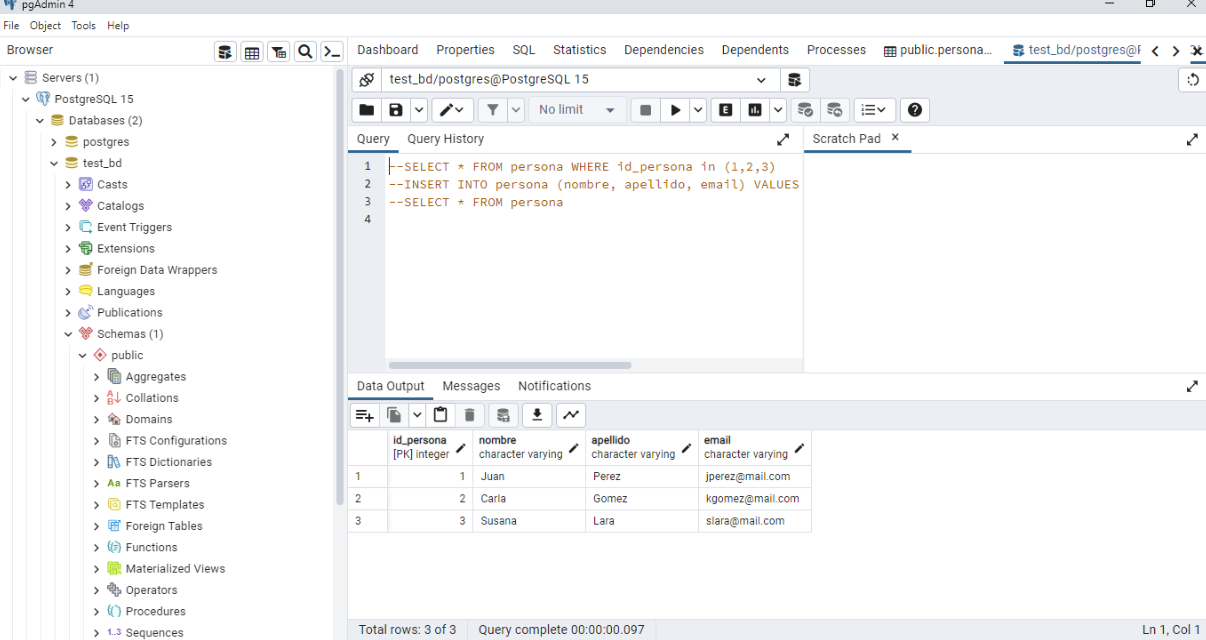 pgAdmin 4
File Object Tools Help
Browser
Dashboard Properties SQL Statistics Dependencies Dependents Processes public.persona... test_bd/postgres@
Servers (1)
PostgreSQL 15
Databases (2)
postgres
test_bd
Casts
Catalogs
Event Triggers
Extensions
Foreign Data Wrappers
Languages
Publications
Schemas (1)
public
Aggregates
Collations
Domains
FTS Configurations
FTS Dictionaries
Aa FTS Parsers
FTS Templates
Foreign Tables
Functions
Materialized Views
Operators
Procedures
1..3 Sequences
test_bd/postgres@PostgreSQL 15
No limit
E
Query Query History
Scratch Pad
1 --SELECT * FROM persona WHERE id_persona in (1,2,3)
2 --INSERT INTO persona (nombre, apellido, email) VALUES
3 --SELECT * FROM persona
4
Data Output Messages Notifications
id_persona nombre apellido email
[PK] integer character varying character varying character varying
1 1 Juan Perez jperez@mail.com
2 2 Carla Gomez kgomez@mail.com
3 3 Susana Lara slara@mail.com
Total rows: 3 of 3 Query complete 00:00:00.097 Ln 1, Col 1